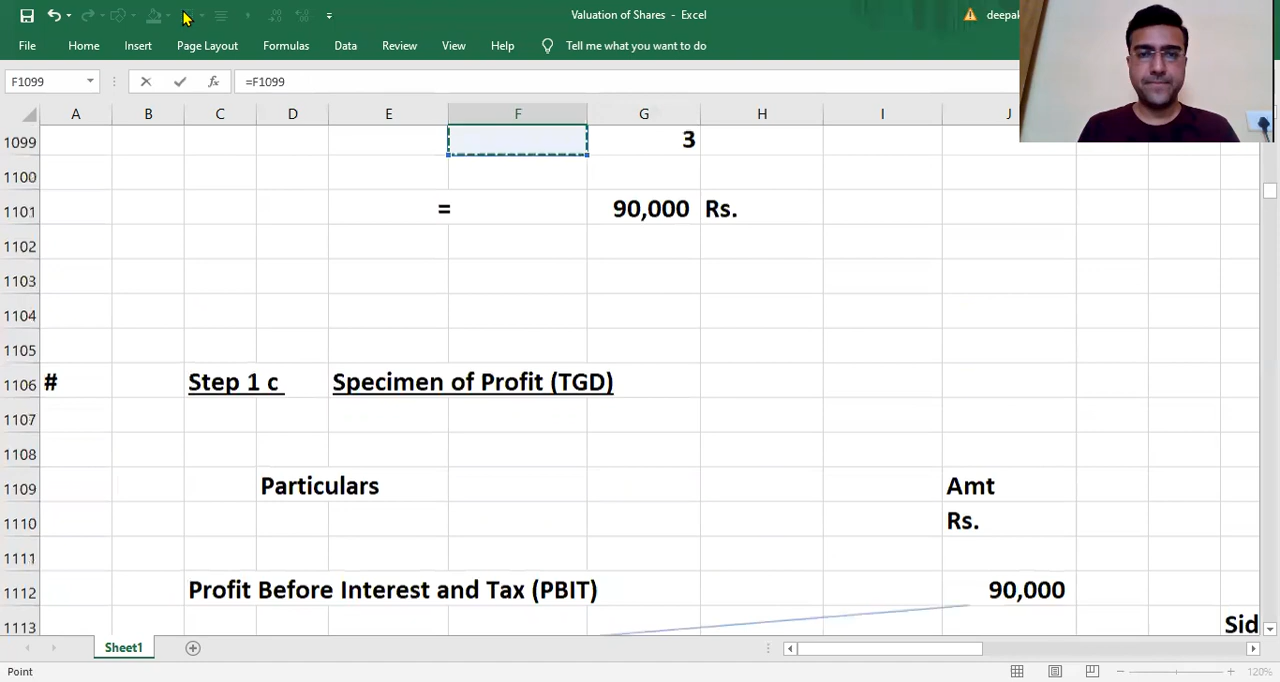 Valuation of Shares - Excel
deepak
File Home Insert Page Layout Formulas Data Review View Help Tell me what you want to do
F1099 fx =F1099
A B C D E F G H I J
1099 3
1100
1101 = 90,000 Rs.
1102
1103
1104
1105
1106 # Step 1 c Specimen of Profit (TGD)
1107
1108
1109 Particulars Amt
1110 Rs.
1111
1112 Profit Before Interest and Tax (PBIT) 90,000
1113 Sid
Sheet1
Point 120%